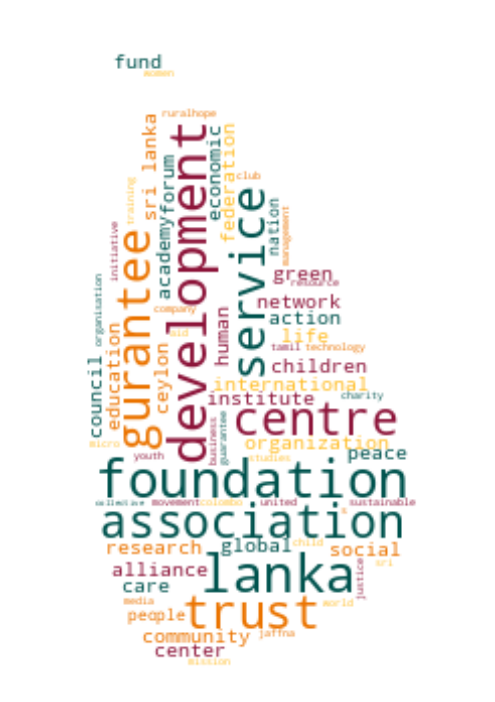 fund
women
ruralhope
sri lanka
development
economic
federation
forum
academy
training
club
service
nation
management
initiative
gurantee
organisation
green
resource
network
company
human
action
education
aid
life
ceylon
council
tamil technology
children
international
institute
charity
centre
business
guarantee
micro
organization
youth
studies
peace
foundation
collective
movement
colombo
united
sustainable
s
association
research
global
child
social
alliance
lanka
justice
sri
care
media
trust
world
people
community
jaffna
center
mission